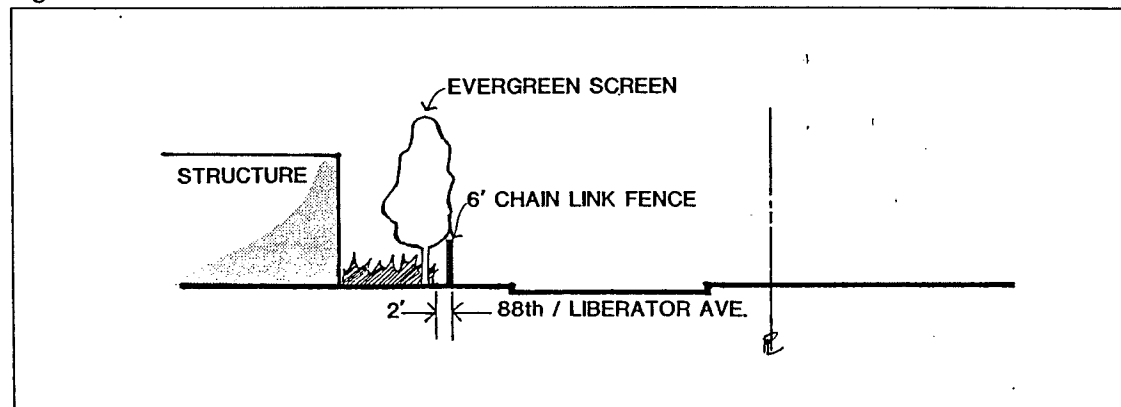 EVERGREEN SCREEN
STRUCTURE
6' CHAIN LINK FENCE
2'
88th / LIBERATOR AVE.